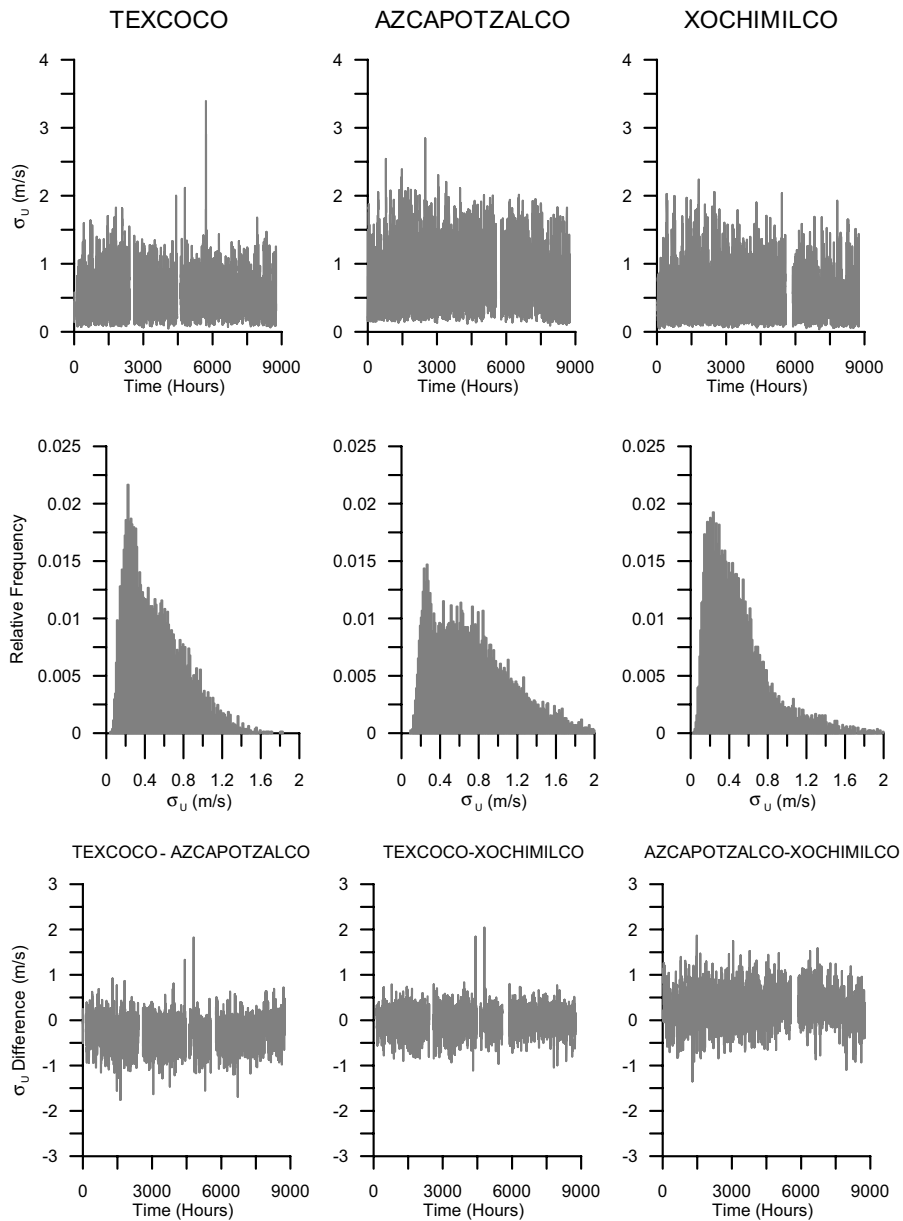 TEXCOCO AZCAPOTZALCO XOCHIMILCO
4 4 4
3 3 3
2 2 2
1 1 1
0 0 0
σU (m/s)
0 3000 6000 9000 0 3000 6000 9000 0 3000 6000 9000
Time (Hours) Time (Hours) Time (Hours)
0.025 0.025 0.025
0.02 0.02 0.02
0.015 0.015 0.015
0.01 0.01 0.01
0.005 0.005 0.005
0 0 0
Relative Frequency
0 0.4 0.8 1.2 1.6 2 0 0.4 0.8 1.2 1.6 2 0 0.4 0.8 1.2 1.6 2
σU (m/s) σU (m/s) σU (m/s)
TEXCOCO - AZCAPOTZALCO TEXCOCO-XOCHIMILCO AZCAPOTZALCO-XOCHIMILCO
3 3 3
2 2 2
1 1 1
0 0 0
-1 -1 -1
-2 -2 -2
-3 -3 -3
σU Difference (m/s)
0 3000 6000 9000 0 3000 6000 9000 0 3000 6000 9000
Time (Hours) Time (Hours) Time (Hours)